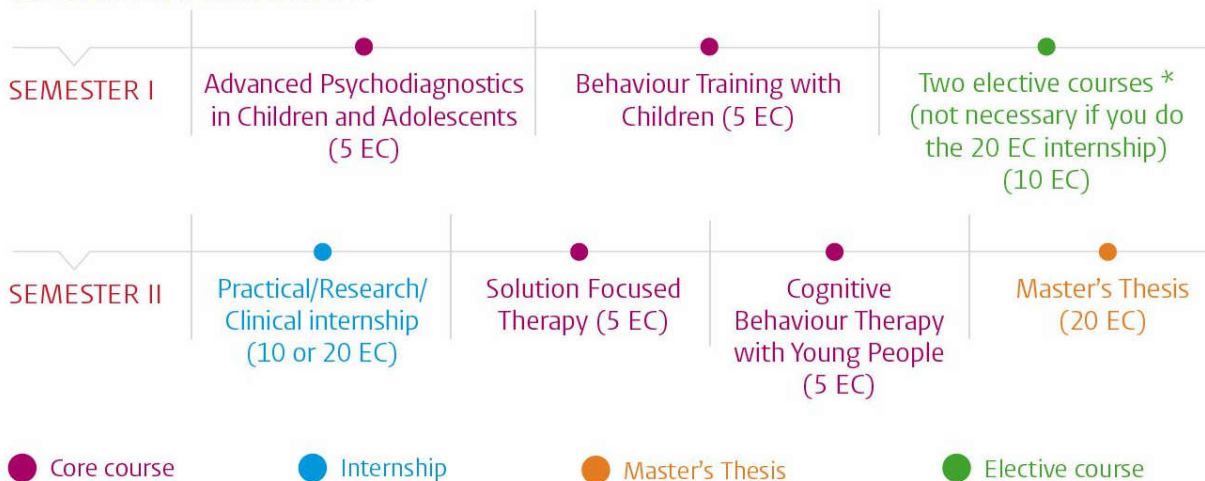 SEMESTER I
Advanced Psychodiagnostics
in Children and Adolescents
(5 EC)
Behaviour Training with
Children (5 EC)
Two elective courses *
(not necessary if you do
the 20 EC internship)
(10 EC)
SEMESTER II
Practical/Research/
Clinical internship
(10 or 20 EC)
Solution Focused
Therapy (5 EC)
Cognitive
Behaviour Therapy
with Young People
(5 EC)
Master's Thesis
(20 EC)
Core course
Internship
Master's Thesis
Elective course